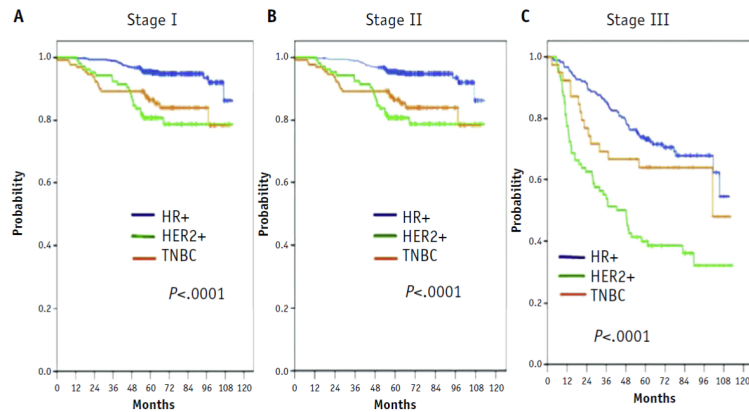 A
Stage I
1.0
0.8
0.6
0.4
0.2
0.0
Probability
HR+
HER2+
TNBC
P<.0001
0 12 24 36 48 60 72 84 96 108 120
Months
B
Stage II
1.0
0.8
0.6
0.4
0.2
0.0
Probability
HR+
HER2+
TNBC
P<.0001
0 12 24 36 48 60 72 84 96 108 120
Months
C
Stage III
1.0
0.8
0.6
0.4
0.2
0.0
Probability
HR+
HER2+
TNBC
P<.0001
0 12 24 36 48 60 72 84 96 108 120
Months